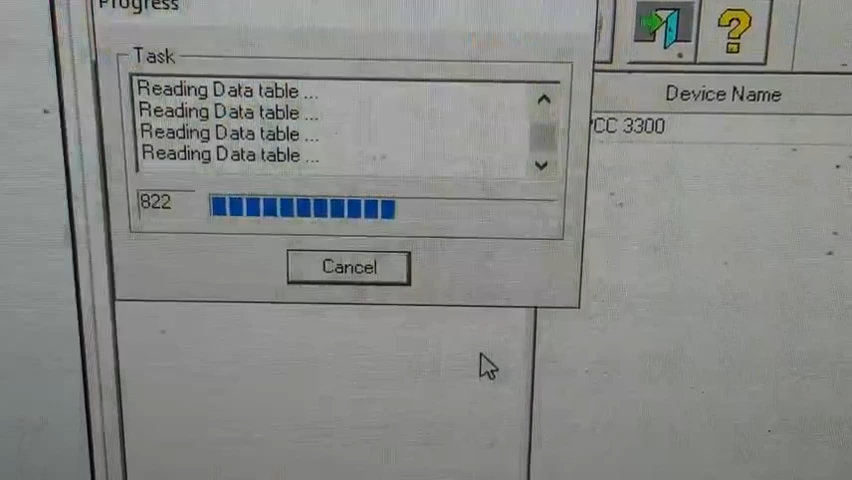 Progress
Task
Reading Data table ...
Reading Data table ...
Reading Data table ...
Reading Data table ...
822
Cancel
Device Name
PCC 3300